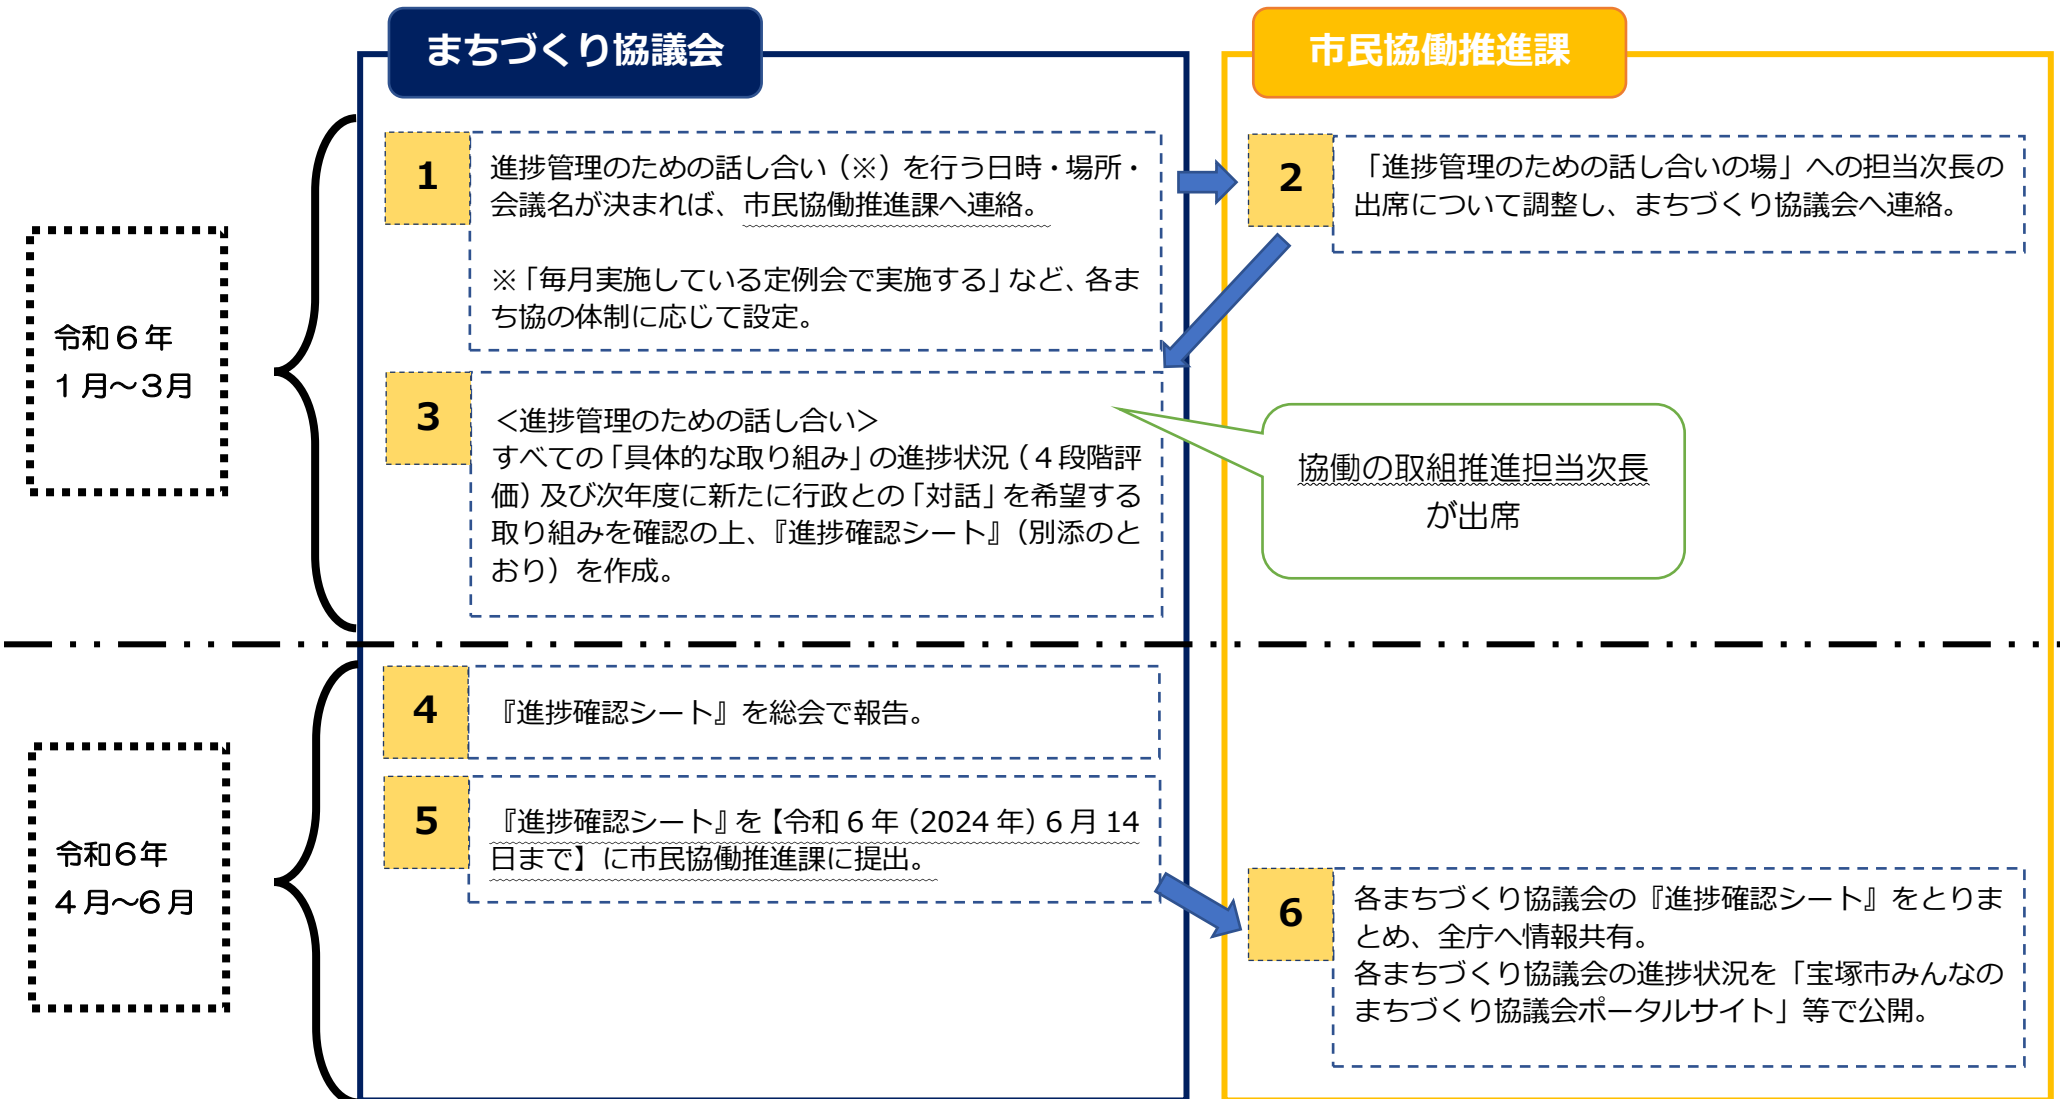 まちづくり協議会
市民協働推進課
令和６年
１月～３月
1
進捗管理のための話し合い（※）を行う日時・場所・
会議名が決まれば、市民協働推進課へ連絡。
※「毎月実施している定例会で実施する」など、各ま
ち協の体制に応じて設定。
2
「進捗管理のための話し合いの場」への担当次長の
出席について調整し、まちづくり協議会へ連絡。
3
＜進捗管理のための話し合い＞
すべての「具体的な取り組み」の進捗状況（４段階評
価）及び次年度に新たに行政との「対話」を希望する
取り組みを確認の上、『進捗確認シート』（別添のと
おり）を作成。
協働の取組推進担当次長
が出席
令和６年
４月～６月
4
『進捗確認シート』を総会で報告。
5
『進捗確認シート』を【令和 6 年（2024 年）6 月 14
日まで】に市民協働推進課に提出。
6
各まちづくり協議会の『進捗確認シート』をとりま
とめ、全庁へ情報共有。
各まちづくり協議会の進捗状況を「宝塚市みんなの
まちづくり協議会ポータルサイト」等で公開。